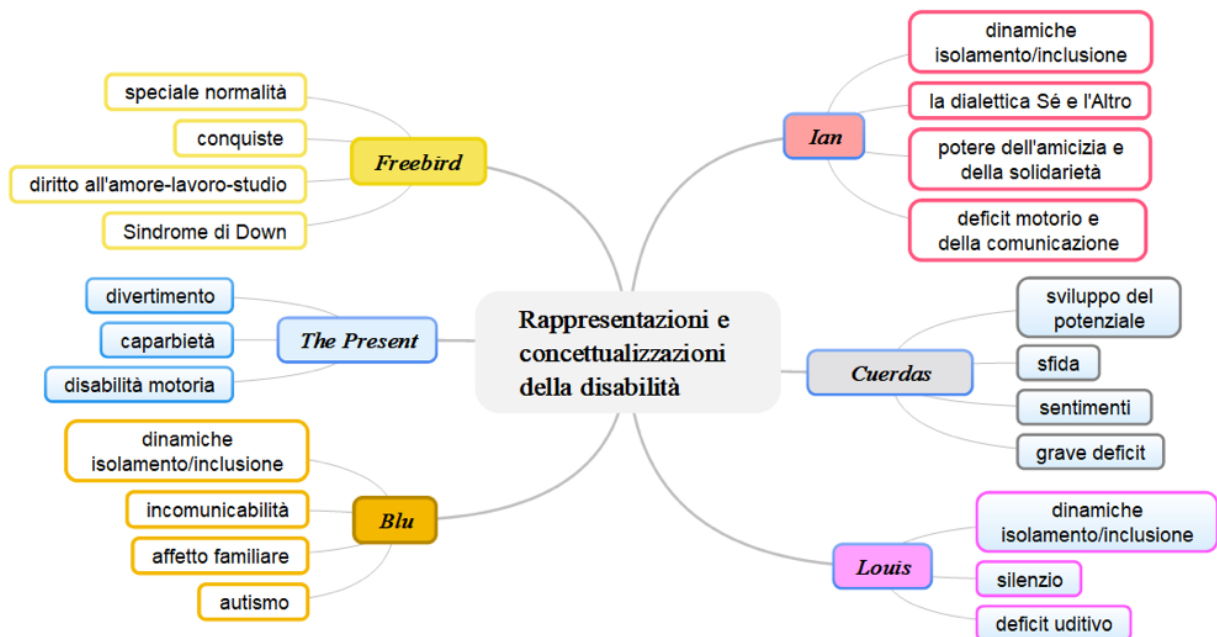 Rappresentazioni e
concettualizzazioni
della disabilità
Freebird
speciale normalità
conquiste
diritto all'amore-lavoro-studio
Sindrome di Down
The Present
divertimento
caparbietà
disabilità motoria
Blu
dinamiche
isolamento/inclusione
incomunicabilità
affetto familiare
autismo
Ian
dinamiche
isolamento/inclusione
la dialettica Sé e l'Altro
potere dell'amicizia e
della solidarietà
deficit motorio e
della comunicazione
Cuerdas
sviluppo del
potenziale
sfida
sentimenti
grave deficit
Louis
dinamiche
isolamento/inclusione
silenzio
deficit uditivo